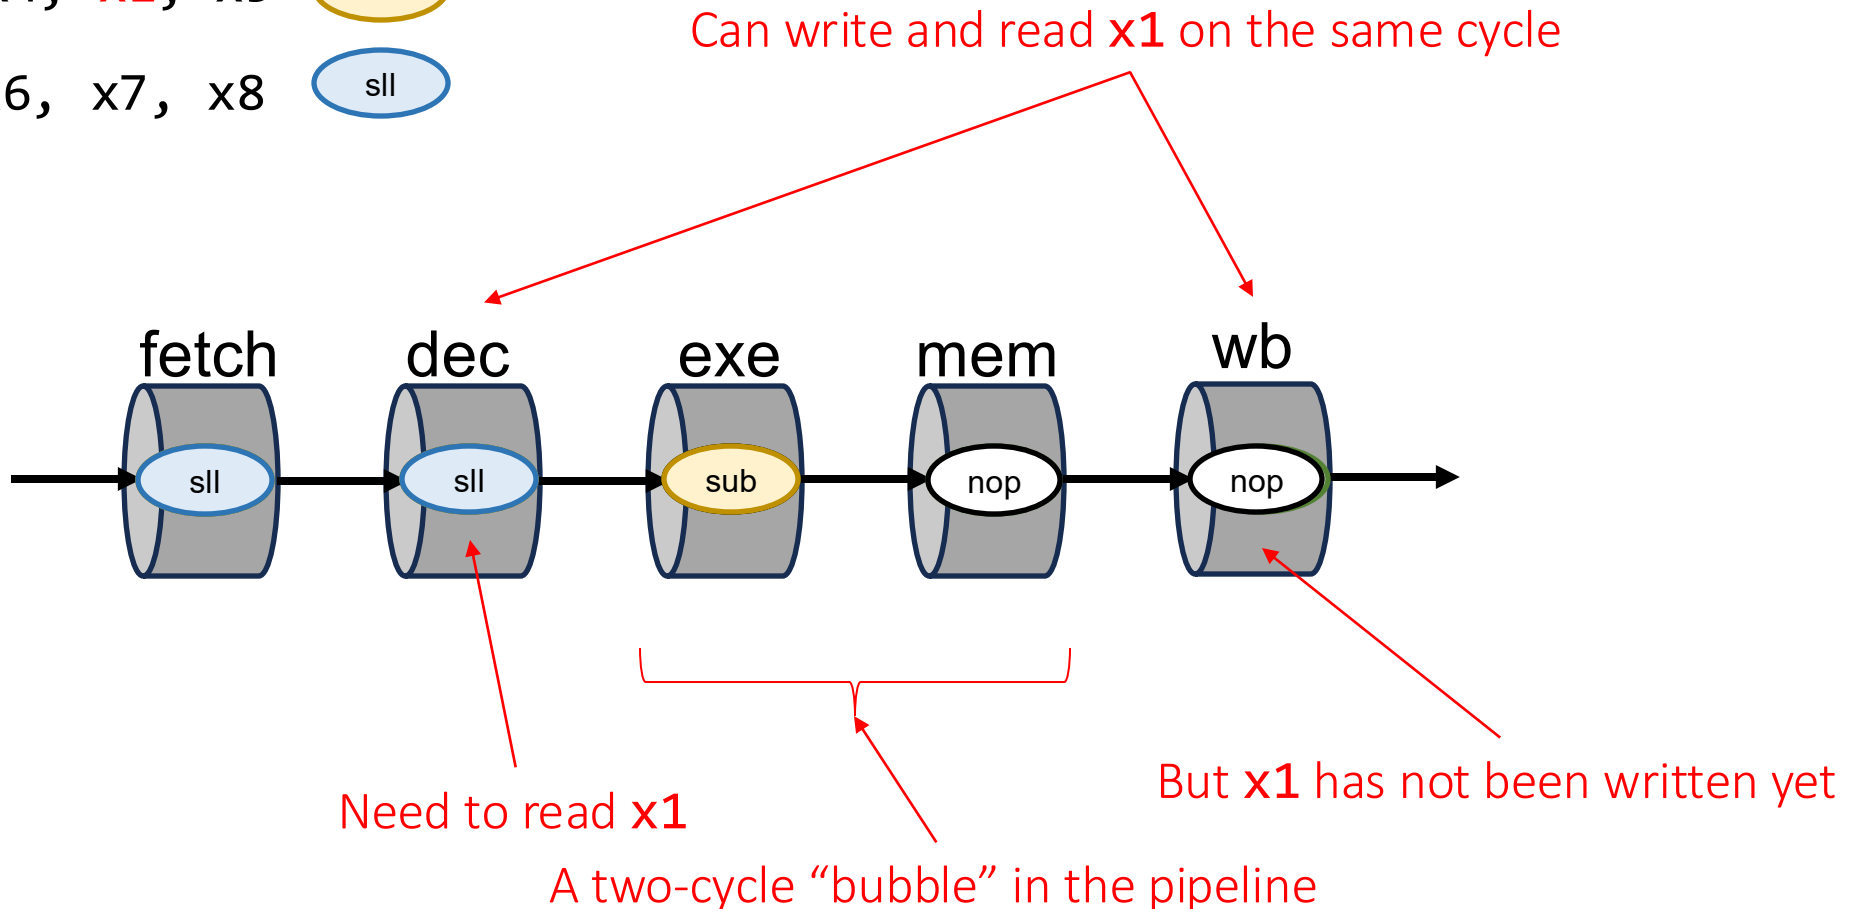 Can write and read x1 on the same cycle
x6, x7, x8
sll
fetch
dec
exe
mem
wb
sll
sll
sub
nop
nop
Need to read x1
But x1 has not been written yet
A two-cycle “bubble” in the pipeline